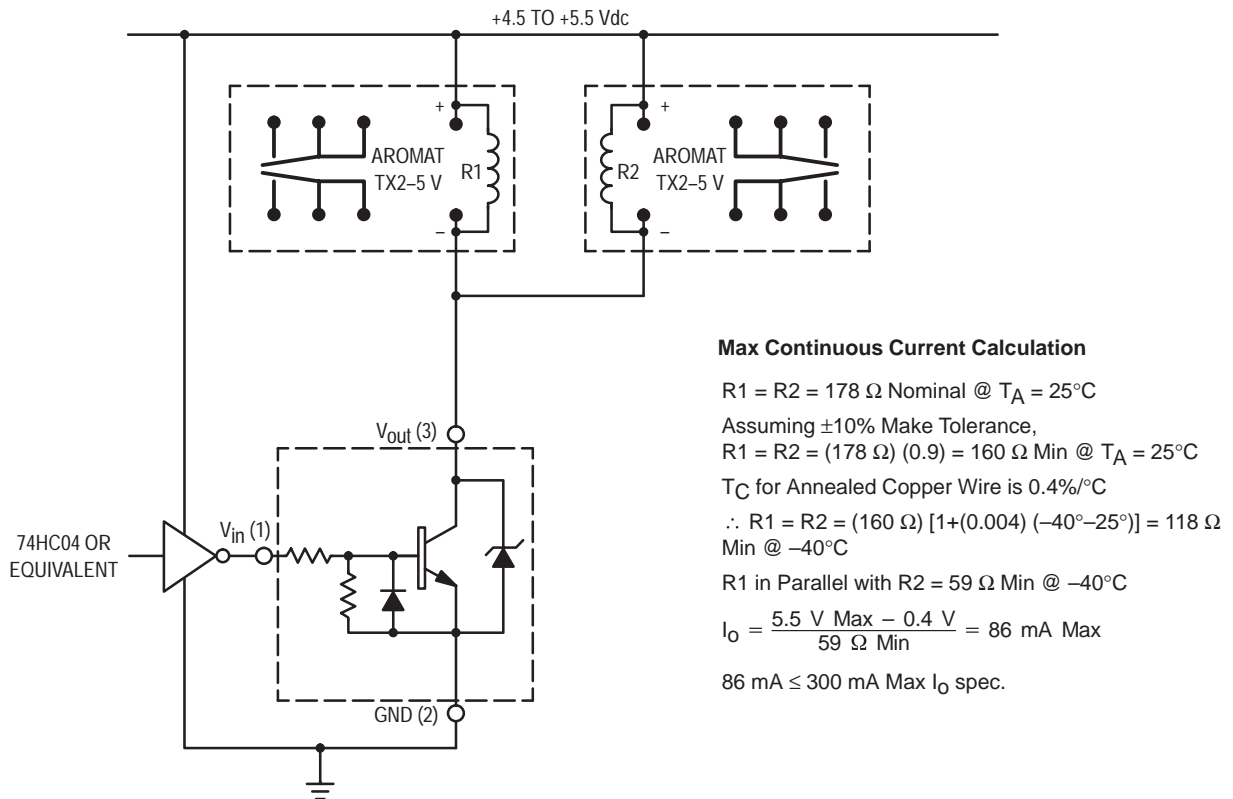 +4.5 TO +5.5 Vdc
+
AROMAT
TX2–5 V
R1
–
+
R2
AROMAT
TX2–5 V
–
Vout (3)
74HC04 OR
EQUIVALENT
Vin (1)
GND (2)
Max Continuous Current Calculation
R1 = R2 = 178 Ω Nominal @ TA = 25°C
Assuming ±10% Make Tolerance,
R1 = R2 = (178 Ω) (0.9) = 160 Ω Min @ TA = 25°C
TC for Annealed Copper Wire is 0.4%/°C
∴ R1 = R2 = (160 Ω) [1+(0.004) (–40°–25°)] = 118 Ω
Min @ –40°C
R1 in Parallel with R2 = 59 Ω Min @ –40°C
Io = 5.5 V Max – 0.4 V / 59 Ω Min = 86 mA Max
86 mA ≤ 300 mA Max Io spec.